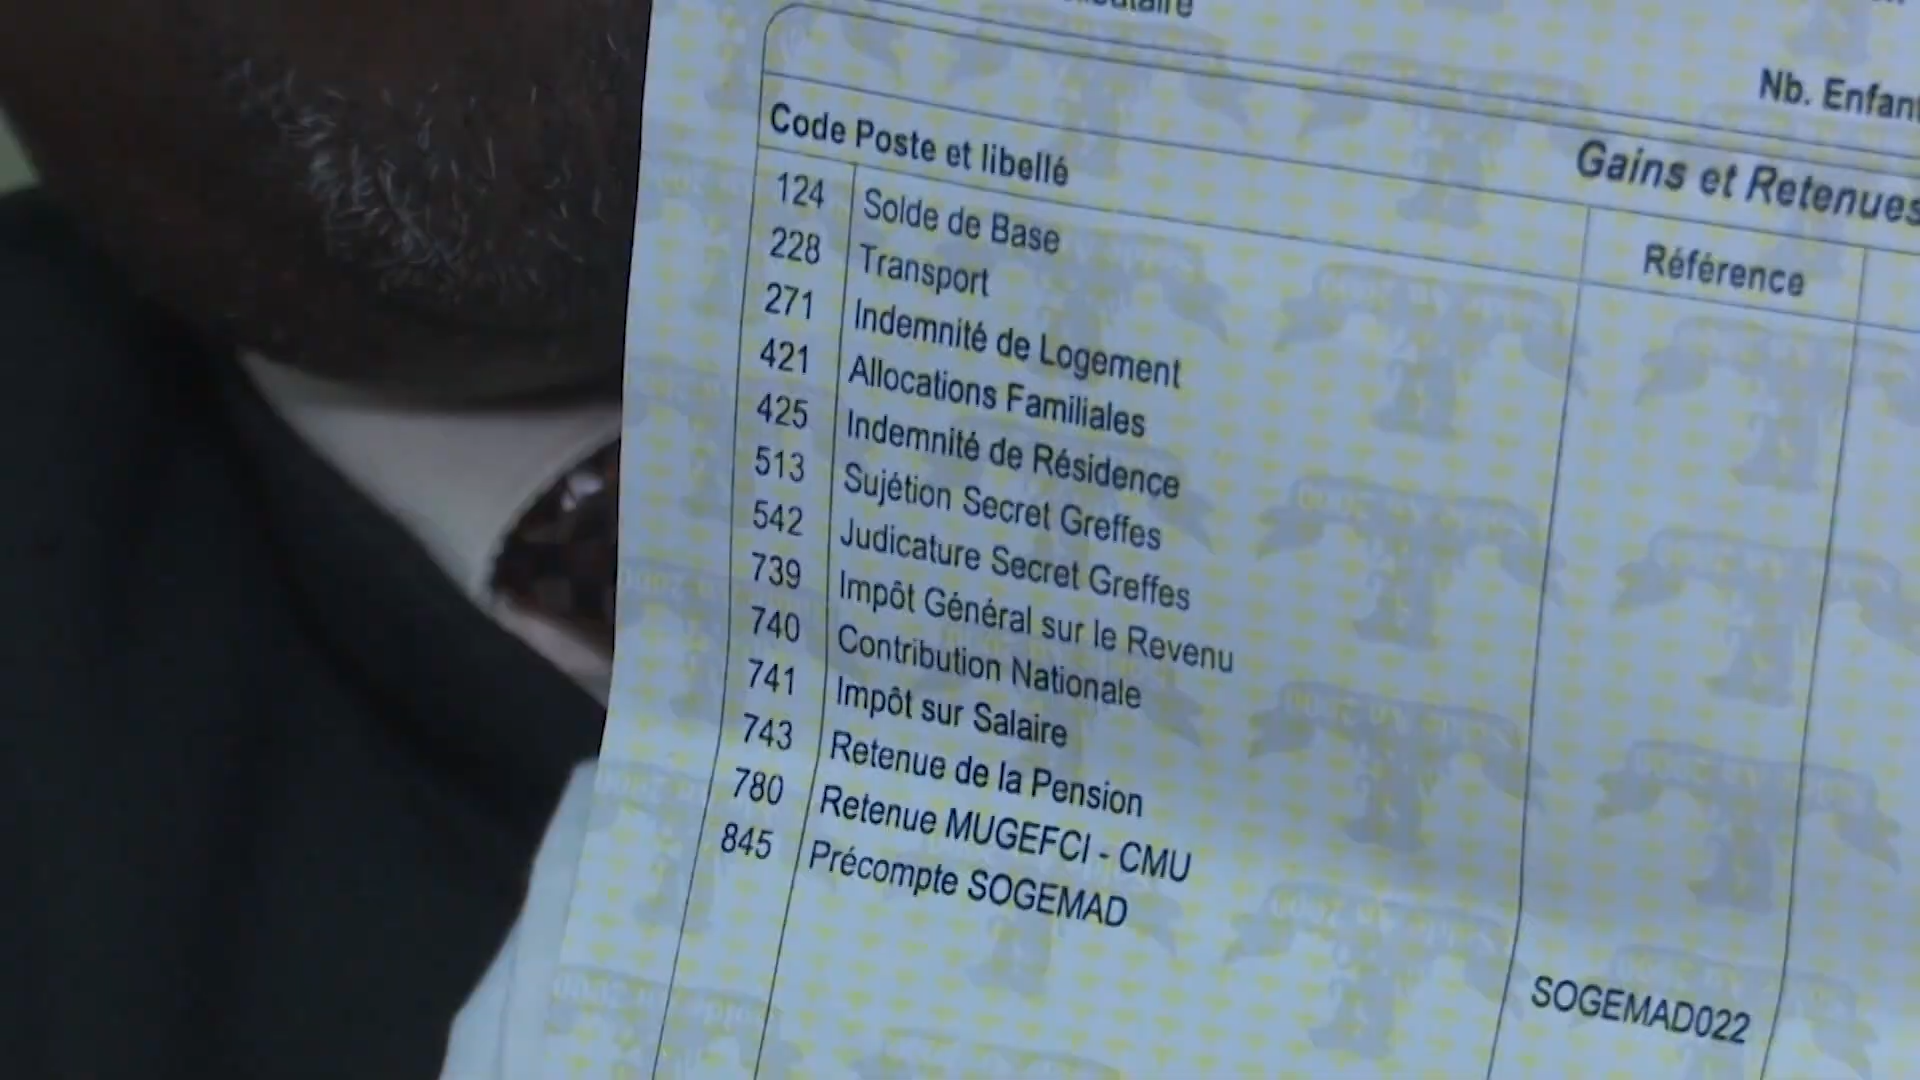 Nb. Enfant
Gains et Retenues
Code Poste et libellé
Référence
124 Solde de Base
228 Transport
271 Indemnité de Logement
421 Allocations Familiales
425 Indemnité de Résidence
513 Sujétion Secret Greffes
542 Judicature Secret Greffes
739 Impôt Général sur le Revenu
740 Contribution Nationale
741 Impôt sur Salaire
743 Retenue de la Pension
780 Retenue MUGEFCI - CMU
845 Précompte SOGEMAD
SOGEMAD022